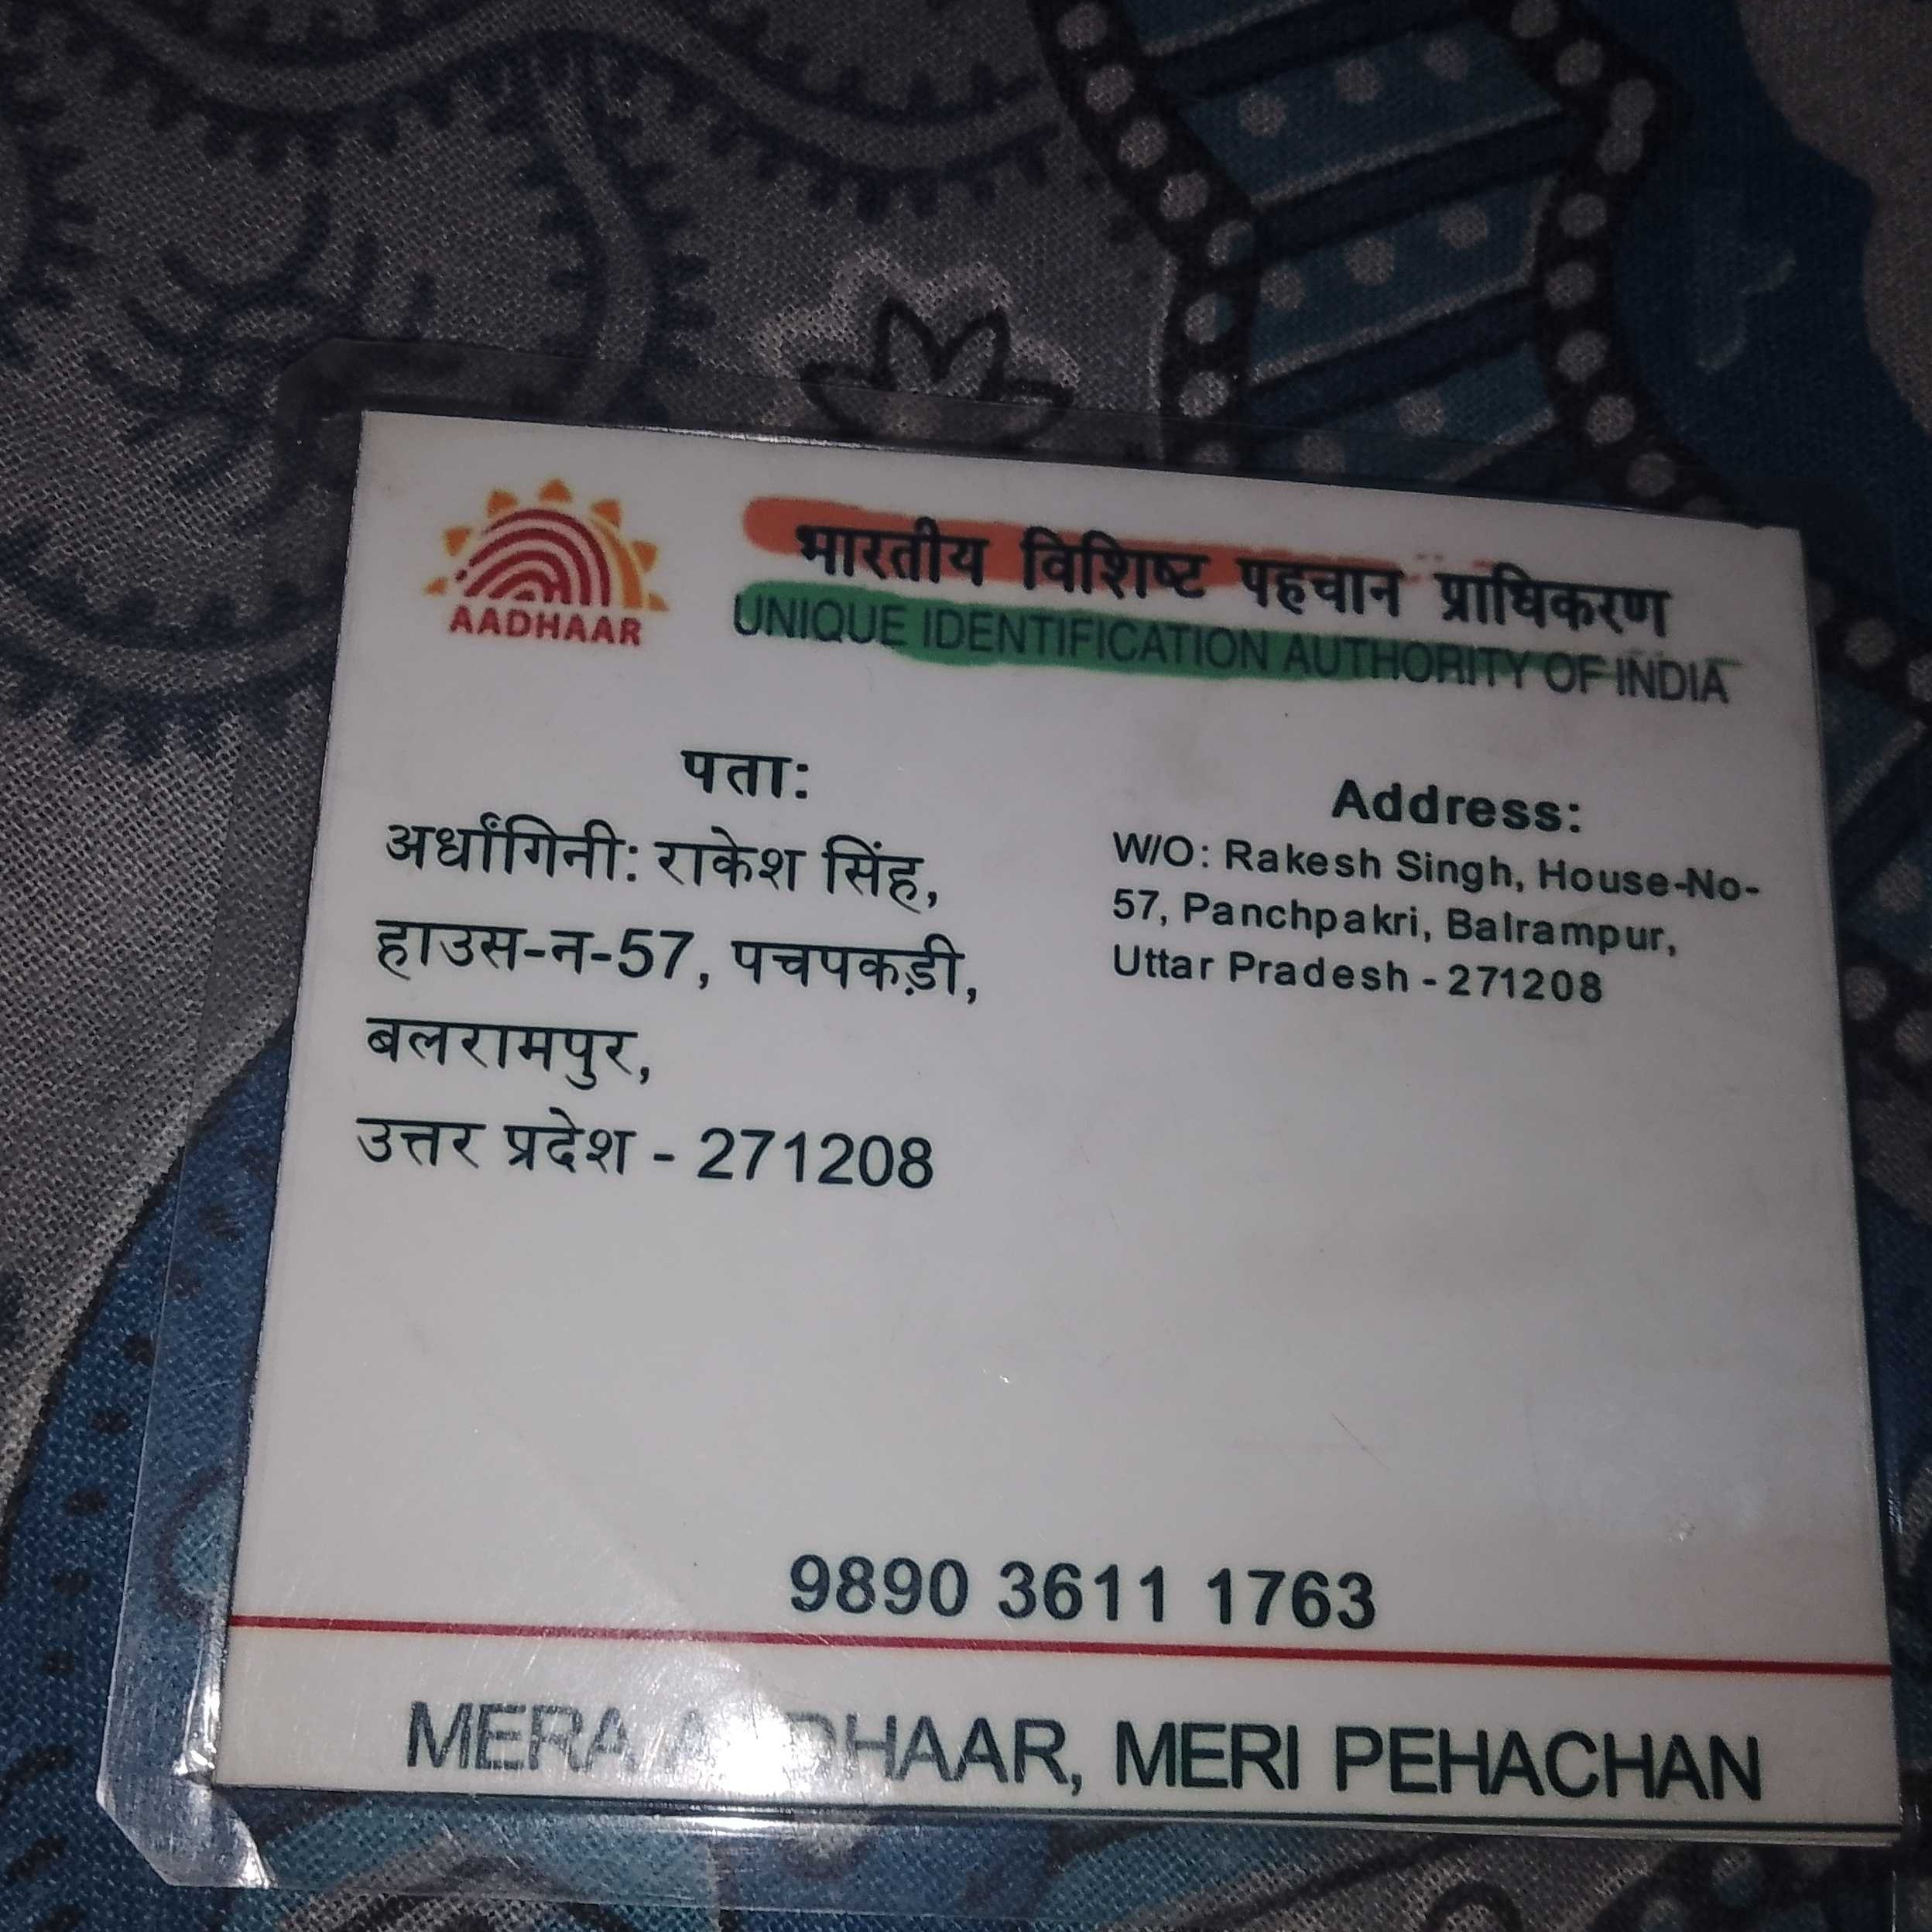 AADHAAR
भारतीय विशिष्ट पहचान प्राधिकरण
UNIQUE IDENTIFICATION AUTHORITY OF INDIA
पता:
अर्धांगिनी: राकेश सिंह,
हाउस-न-57, पचपकड़ी,
बलरामपुर,
उत्तर प्रदेश - 271208
Address:
W/O: Rakesh Singh, House-No-
57, Panchpakri, Balrampur,
Uttar Pradesh - 271208
9890 3611 1763
MERA AADHAAR, MERI PEHACHAN